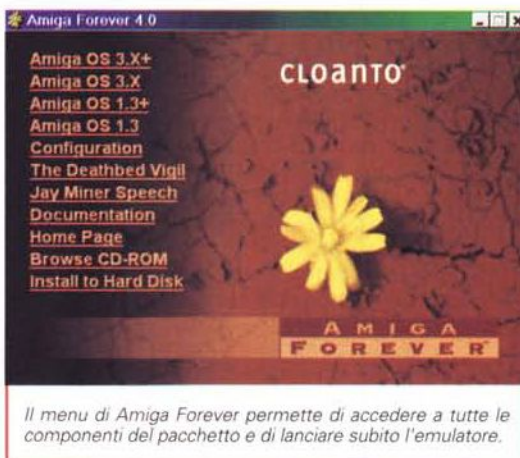 Amiga Forever 4.0
Amiga OS 3.X+
Amiga OS 3.X
Amiga OS 1.3+
Amiga OS 1.3
Configuration
The Deathbed Vigil
Jay Miner Speech
Documentation
Home Page
Browse CD-ROM
Install to Hard Disk
CLOANTO
AMIGA
FOREVER
Il menu di Amiga Forever permette di accedere a tutte le
componenti del pacchetto e di lanciare subito l'emulatore.